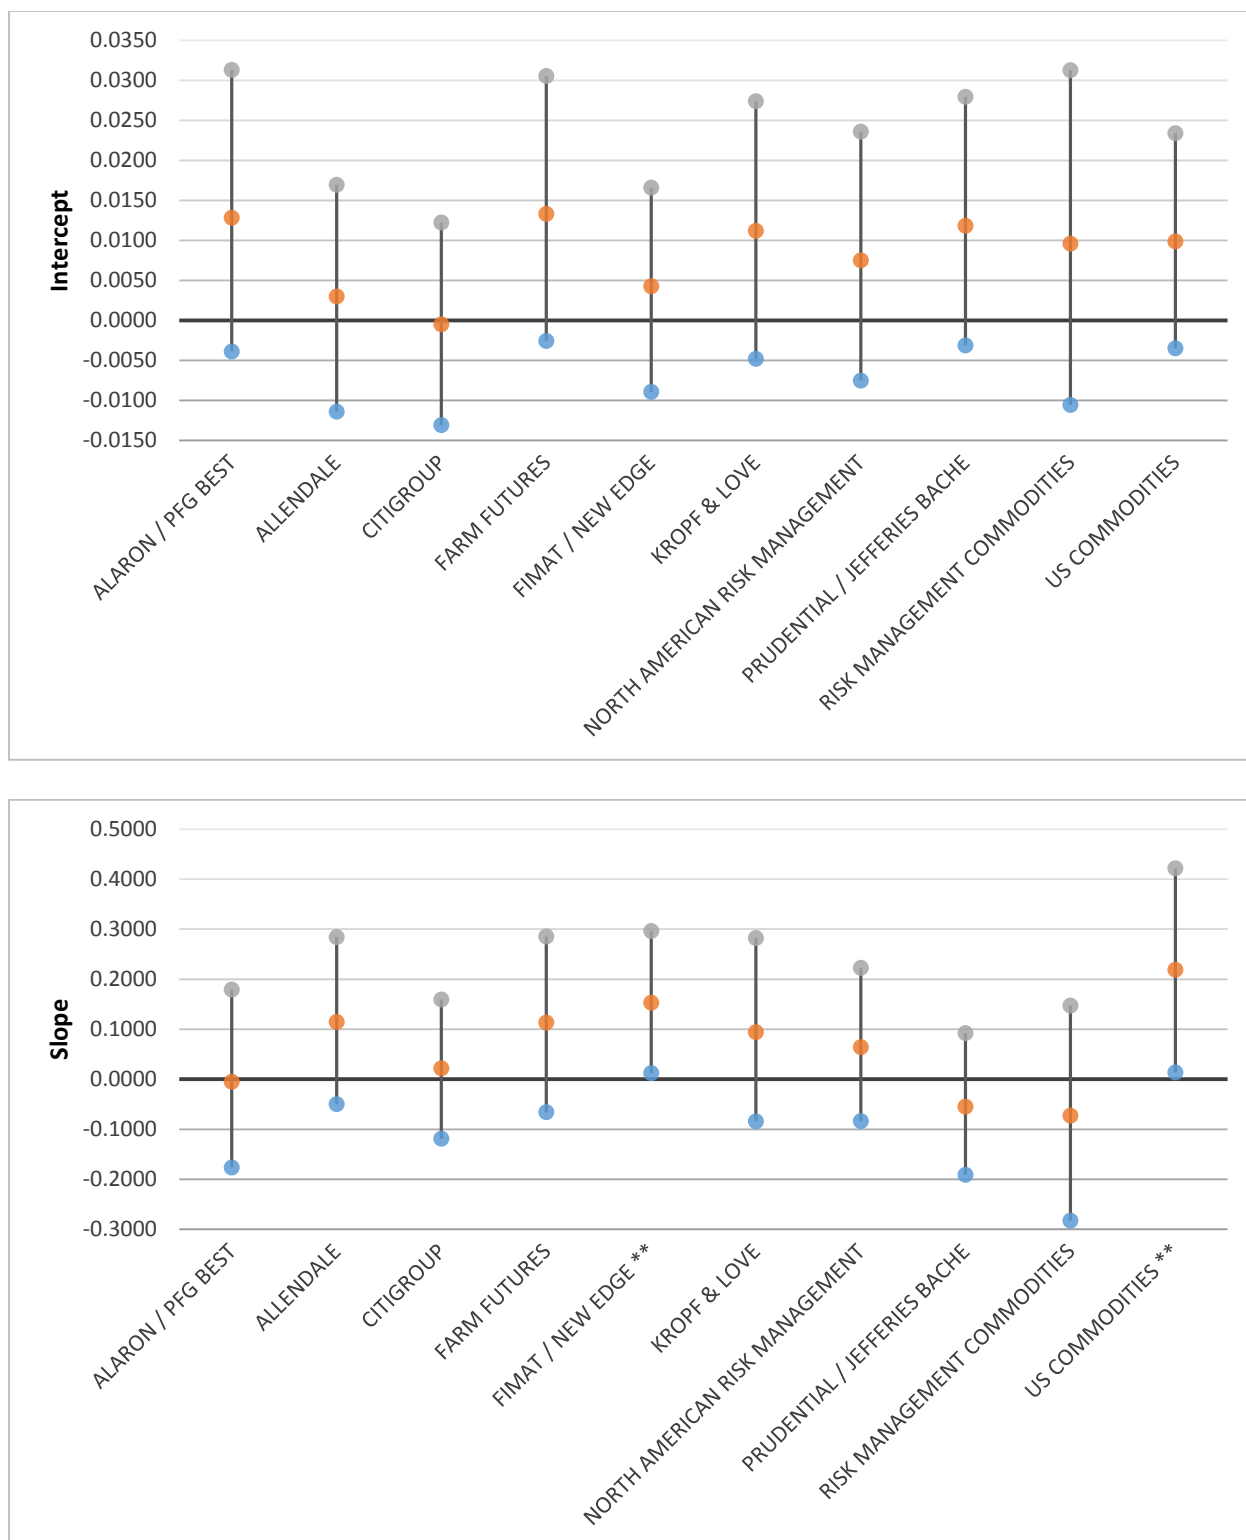 0.0350
0.0300
0.0250
0.0200
0.0150
0.0100
0.0050
0.0000
-0.0050
-0.0100
-0.0150
Intercept
ALARON / PFG BEST
ALLENDALE
CITIGROUP
FARM FUTURES
FIMAT / NEW EDGE
KROPF & LOVE
NORTH AMERICAN RISK MANAGEMENT
PRUDENTIAL / JEFFERIES BACHE
RISK MANAGEMENT COMMODITIES
US COMMODITIES
0.5000
0.4000
0.3000
0.2000
0.1000
0.0000
-0.1000
-0.2000
-0.3000
Slope
ALARON / PFG BEST
ALLENDALE
CITIGROUP
FARM FUTURES
FIMAT / NEW EDGE **
KROPF & LOVE
NORTH AMERICAN RISK MANAGEMENT
PRUDENTIAL / JEFFERIES BACHE
RISK MANAGEMENT COMMODITIES
US COMMODITIES **